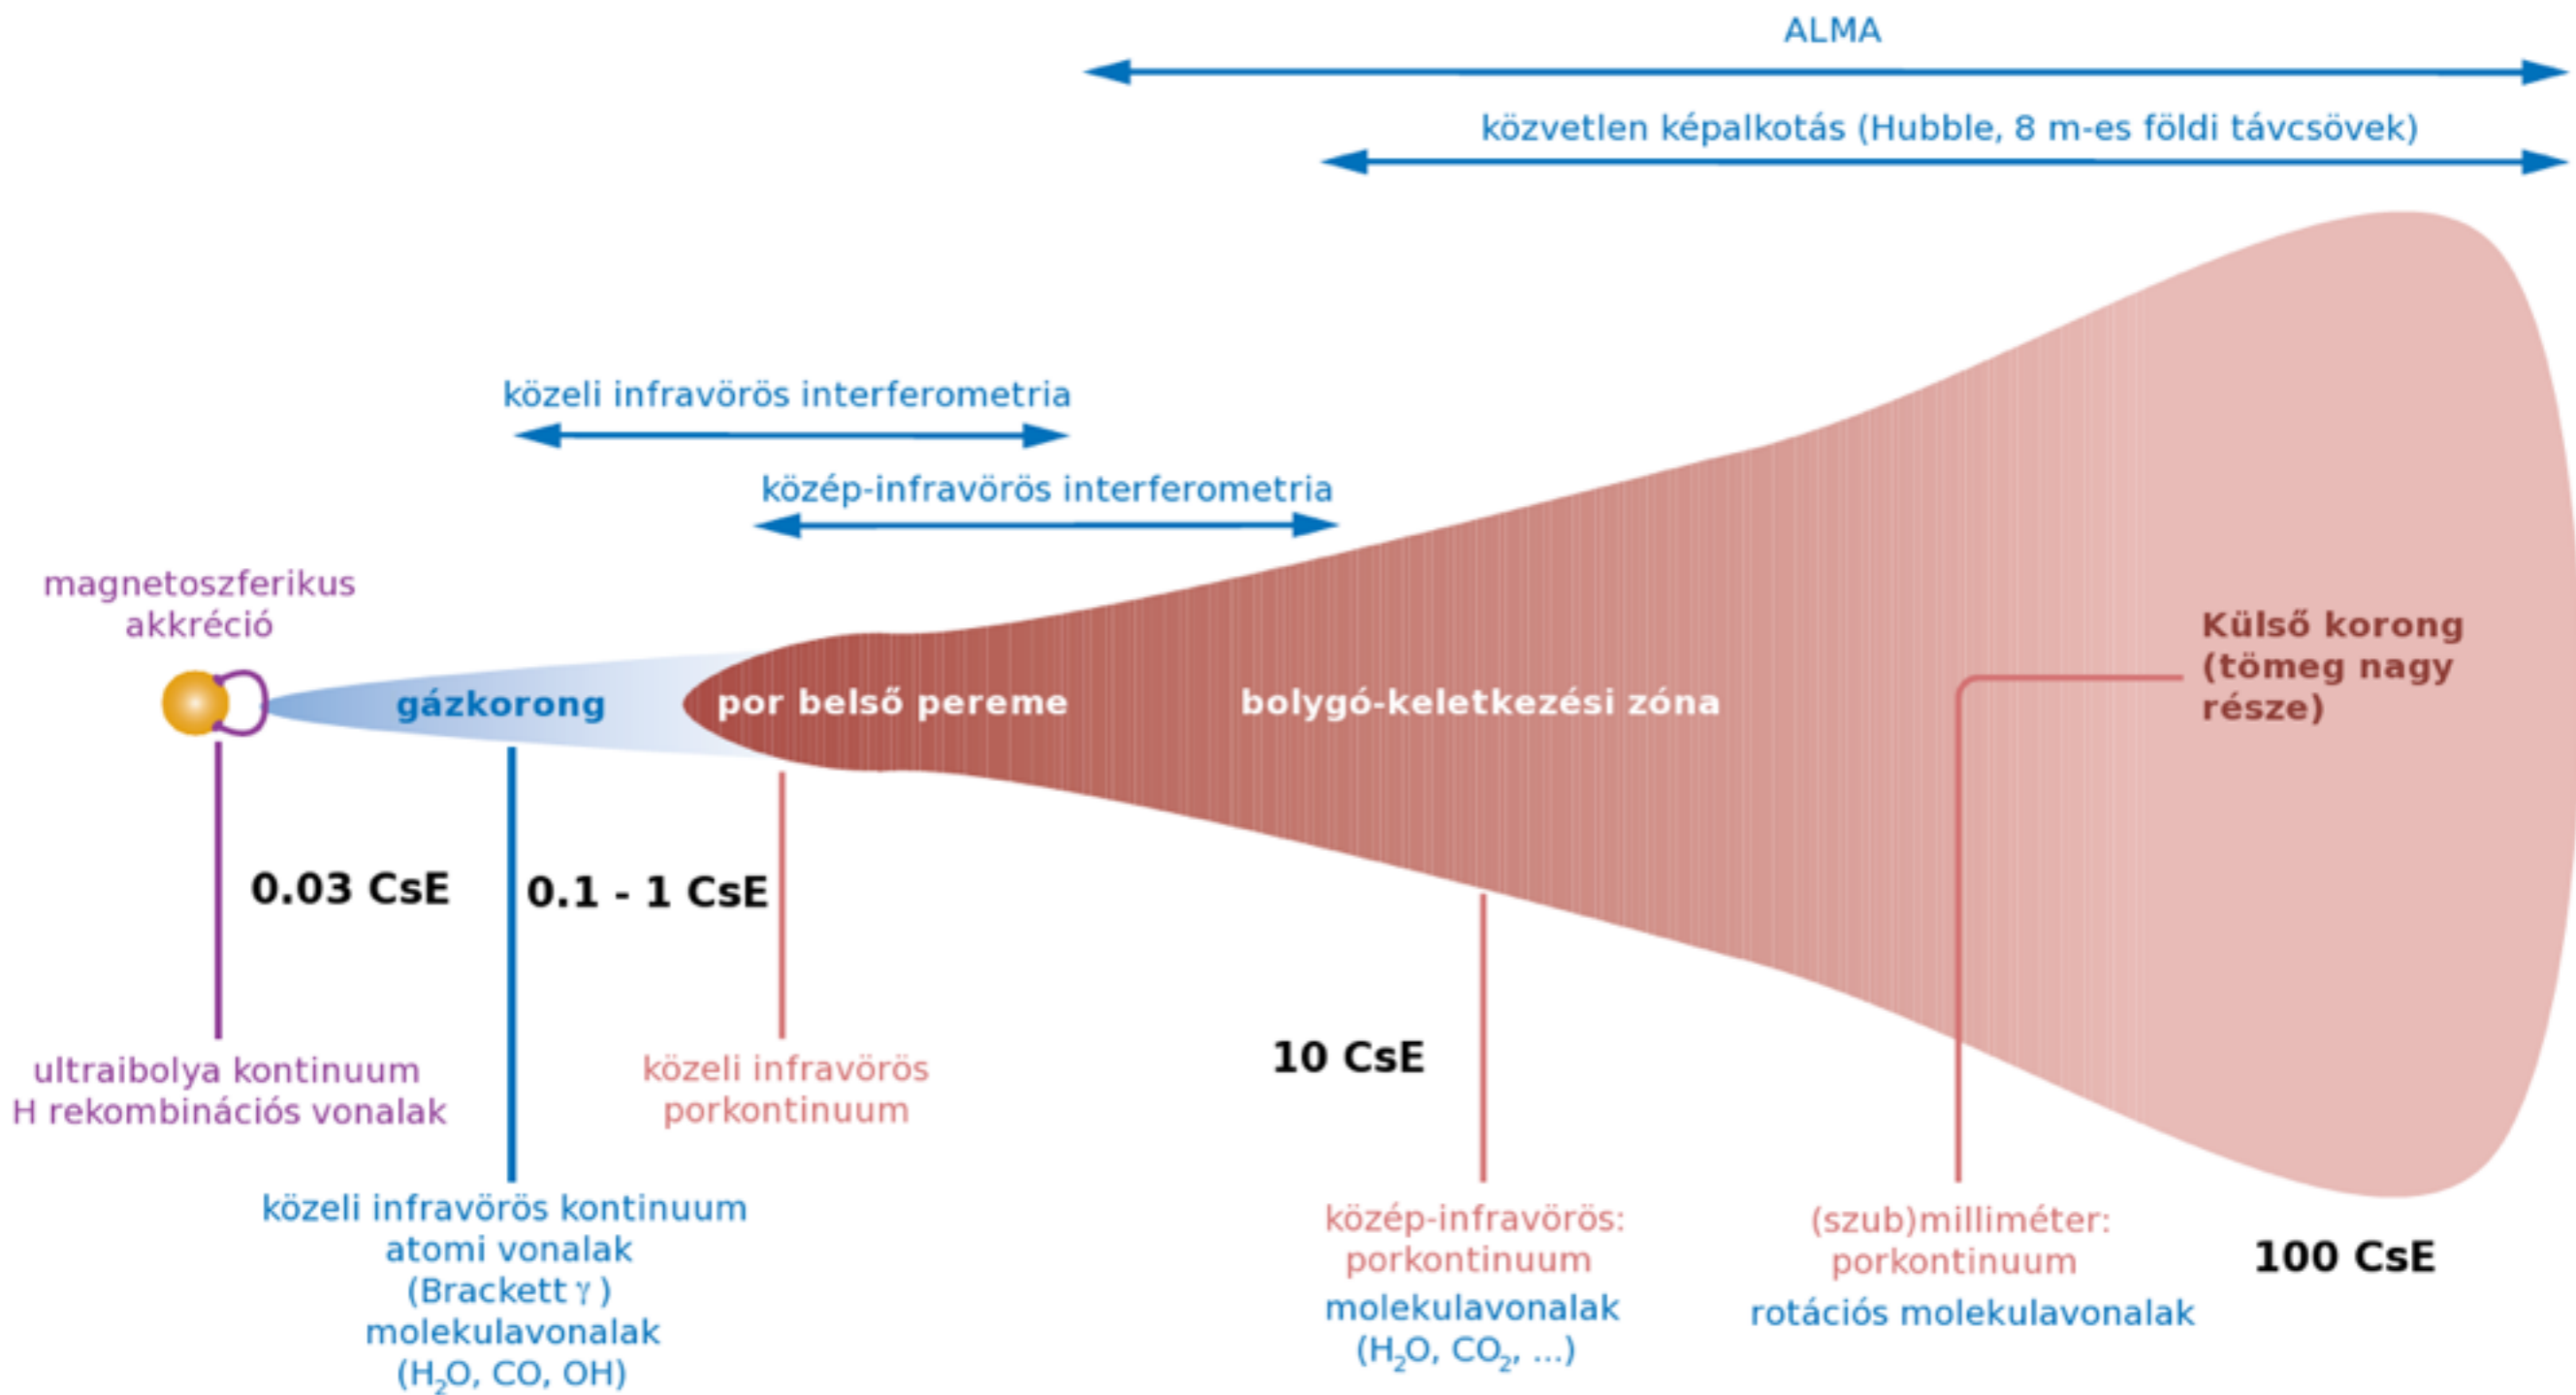 ALMA
közvetlen képalkotás (Hubble, 8 m-es földi távcsövek)
közeli infravörös interferometria
közép-infravörös interferometria
magnetoszferikus
akkréció
gázkorong
por belső pereme
bolygó-keletkezési zóna
Külső korong
(tömeg nagy
része)
0.03 CsE
0.1 - 1 CsE
10 CsE
100 CsE
ultraibolya kontinuum
H rekombinációs vonalak
közeli infravörös
porkontinuum
közeli infravörös kontinuum
atomi vonalak
(Brackett γ)
molekulavonalak
(H₂O, CO, OH)
közép-infravörös:
porkontinuum
molekulavonalak
(H₂O, CO₂, ...)
(szub)milliméter:
porkontinuum
rotációs molekulavonalak